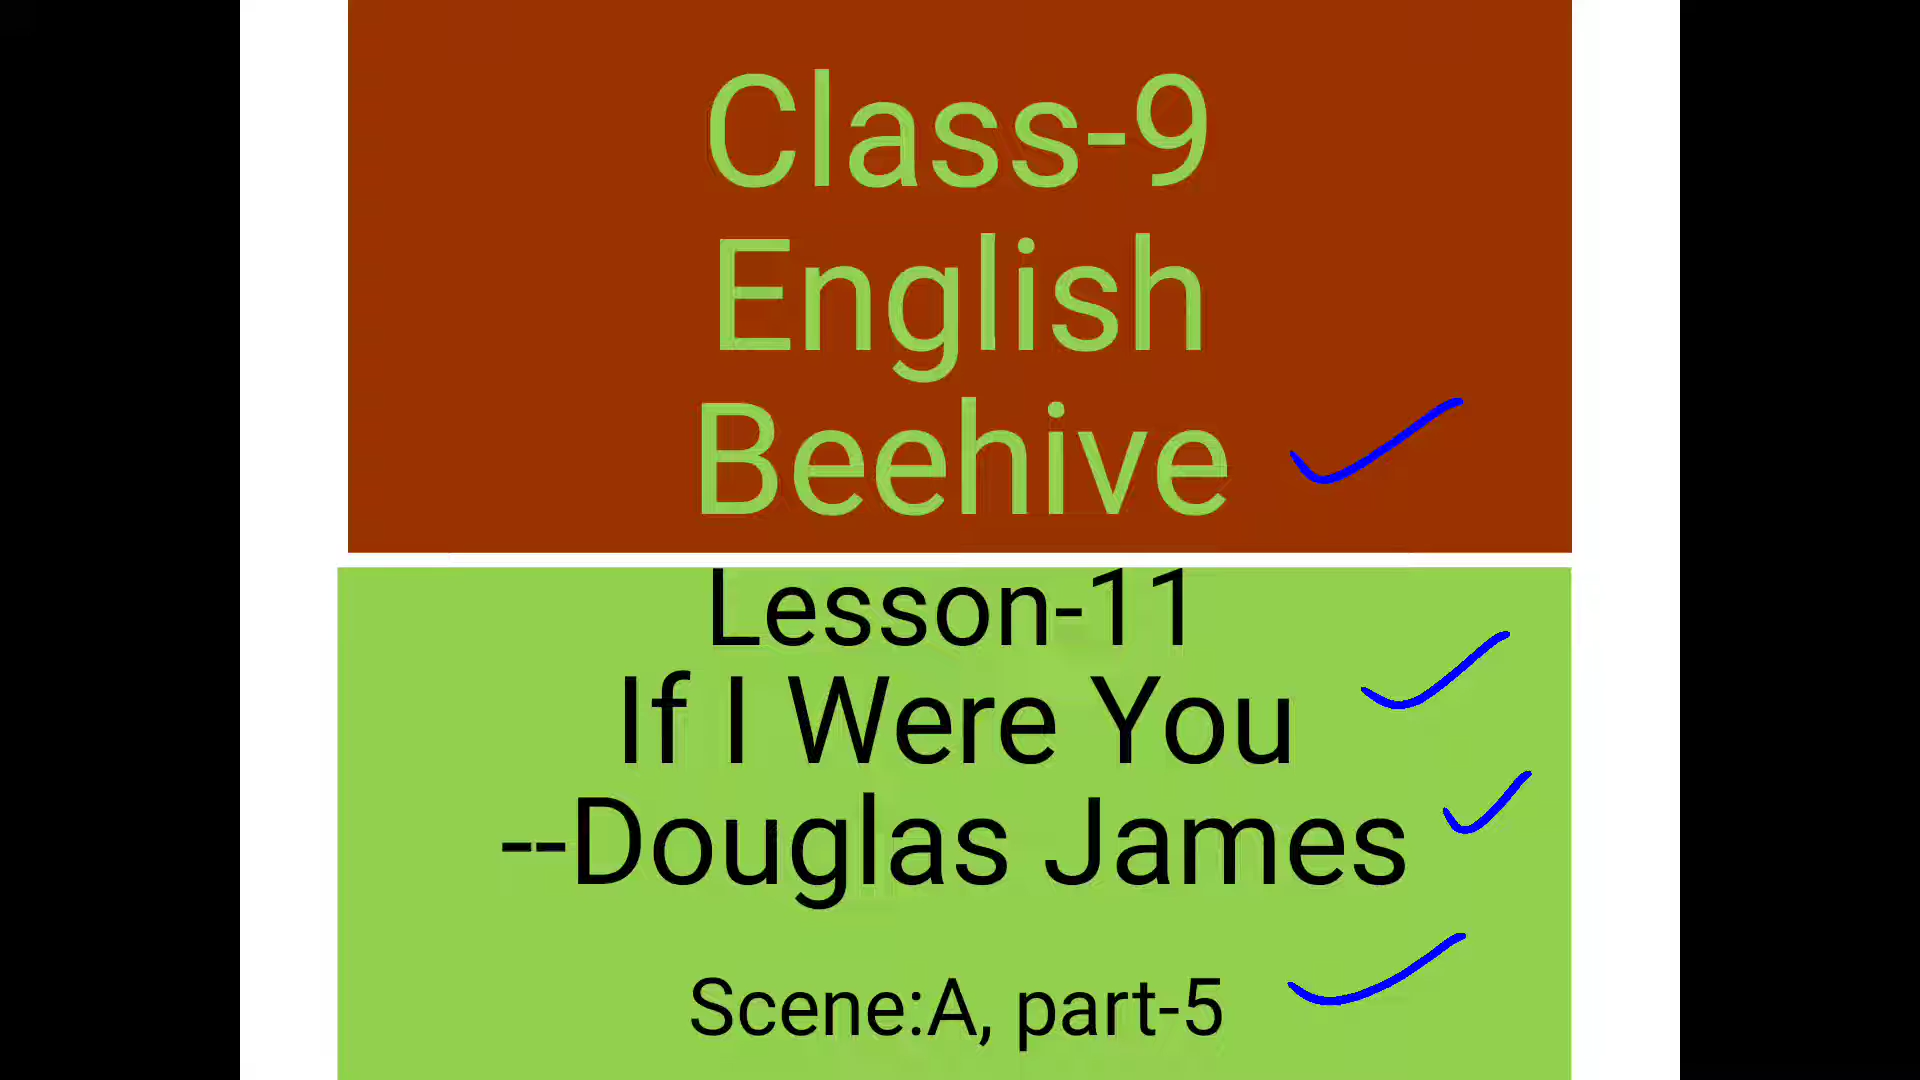 Class-9
English
Beehive
Lesson-11
If I Were You
--Douglas James
Scene:A, part-5